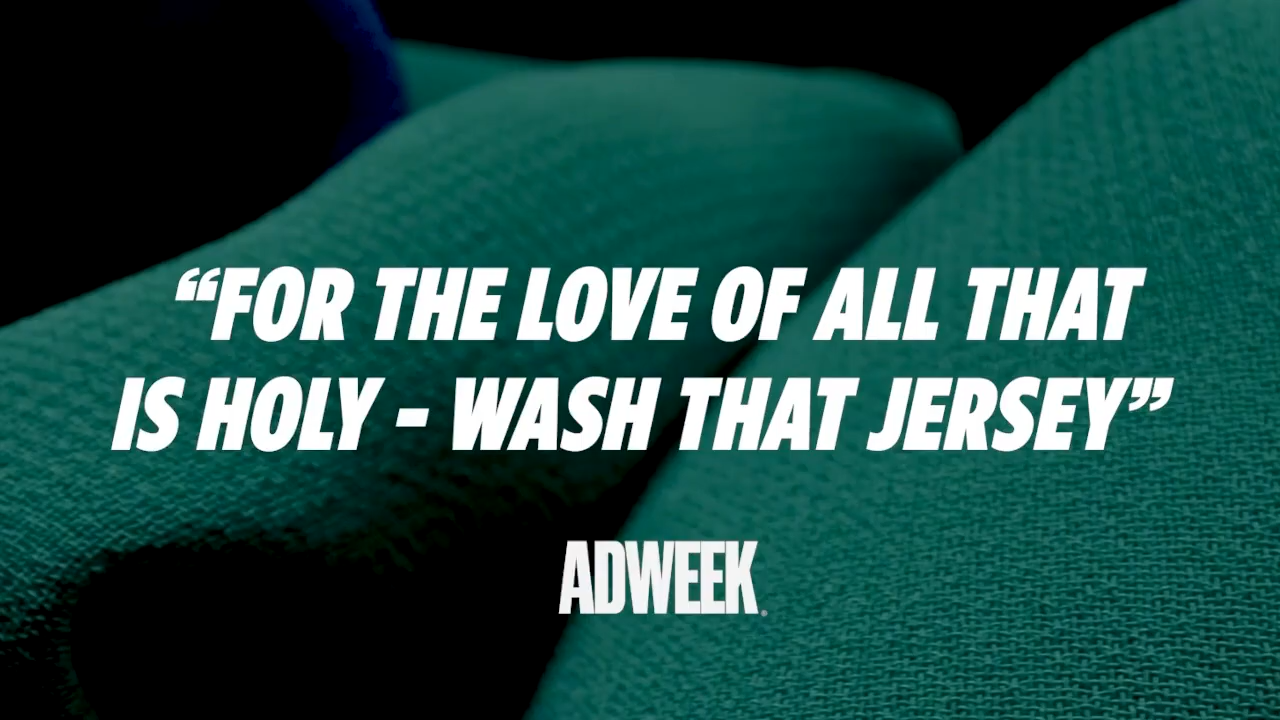 “FOR THE LOVE OF ALL THAT
IS HOLY - WASH THAT JERSEY”
ADWEEK®